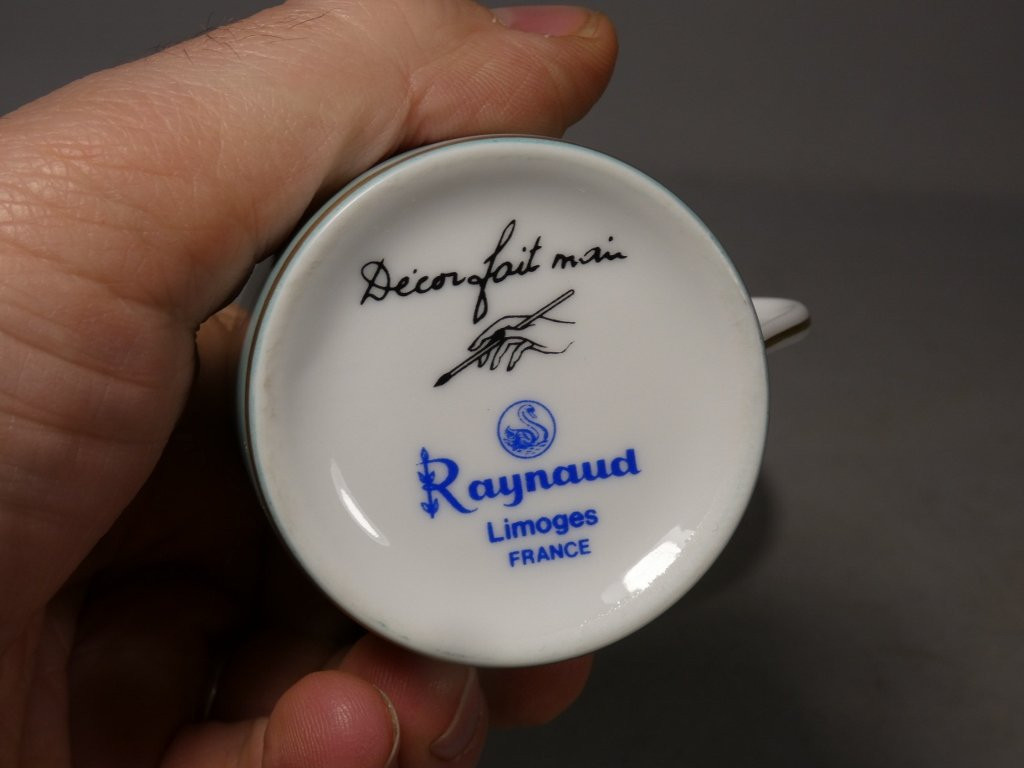 Décor fait main
Raynaud
Limoges
FRANCE